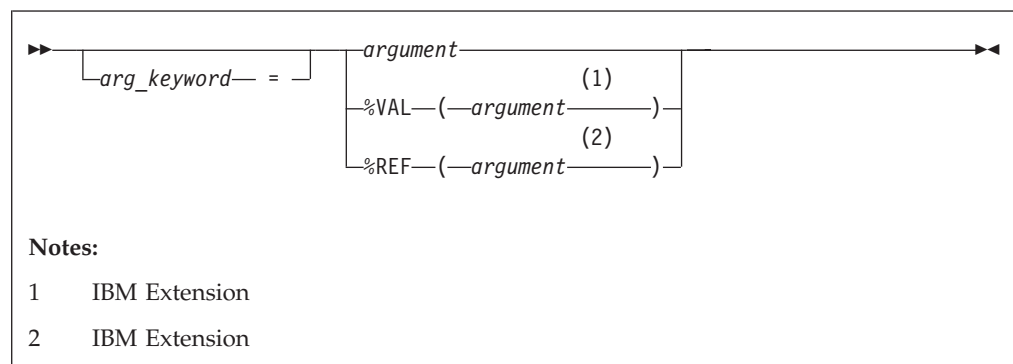 argument
arg_keyword =
(1)
%VAL ( argument )
(2)
%REF ( argument )
Notes:
1 IBM Extension
2 IBM Extension